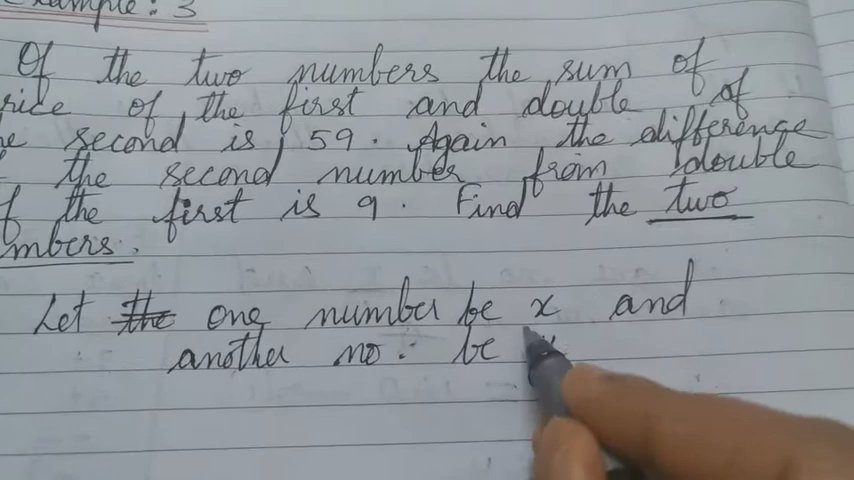 Example: 3
Of the two numbers the sum of
of the first and double of
second is 59. Again the difference
the second number from double
the first is 9. Find the two
Let the one number be x and
another no. be